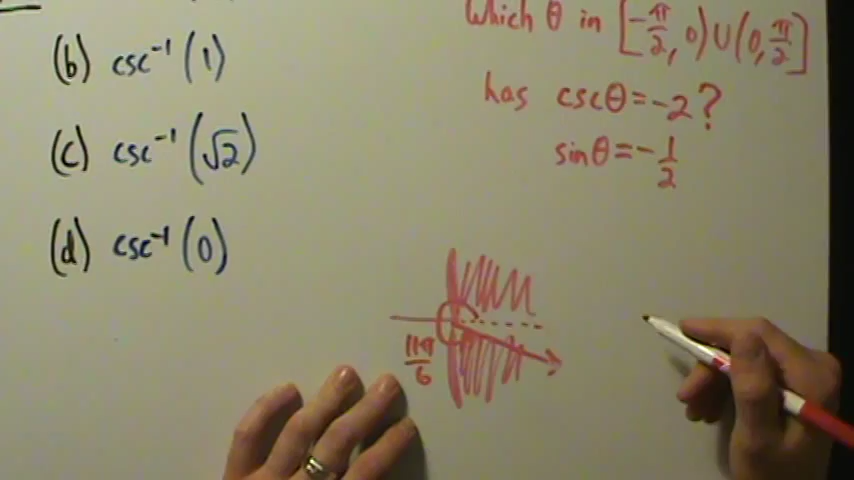 (b) csc⁻¹(1)
(c) csc⁻¹(√2)
(d) csc⁻¹(0)
Which θ in [-π/2, 0) ∪ (0, π/2]
has cscθ = -2?
sinθ = -1/2
11π/6